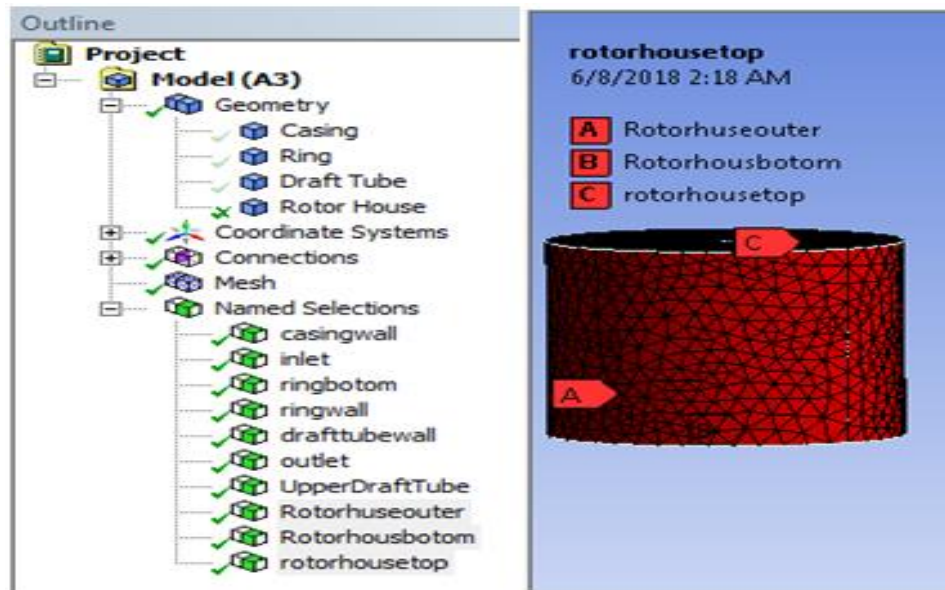 Outline
Project
Model (A3)
Geometry
Casing
Ring
Draft Tube
Rotor House
Coordinate Systems
Connections
Mesh
Named Selections
casingwall
inlet
ringbotom
ringwall
drafttubewall
outlet
UpperDraftTube
Rotorhuseouter
Rotorhousbotom
rotorhousetop
rotorhousetop
6/8/2018 2:18 AM
A Rotorhuseouter
B Rotorhousbotom
C rotorhousetop
C
A